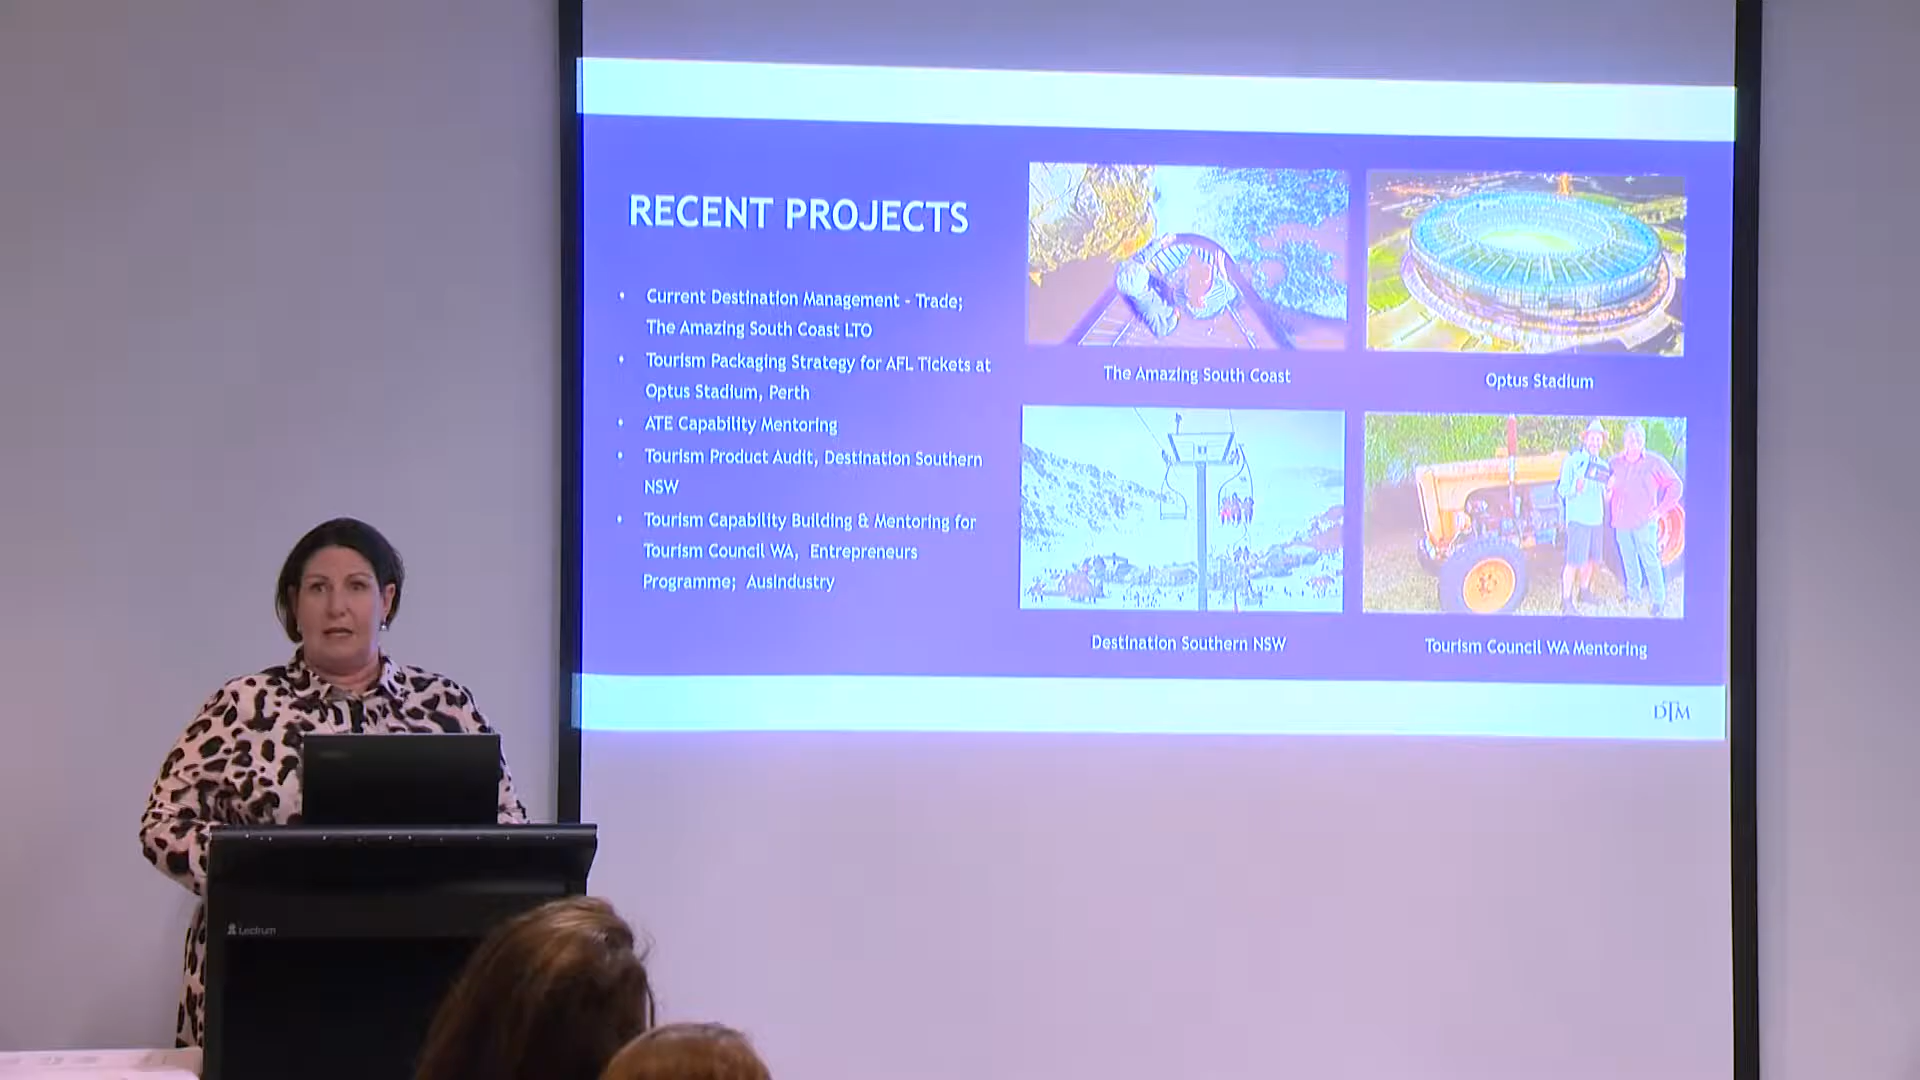 RECENT PROJECTS
• Current Destination Management - Trade;
The Amazing South Coast LTO
• Tourism Packaging Strategy for AFL Tickets at
Optus Stadium, Perth
• ATE Capability Mentoring
• Tourism Product Audit, Destination Southern
NSW
• Tourism Capability Building & Mentoring for
Tourism Council WA, Entrepreneurs
Programme; AusIndustry
The Amazing South Coast
Optus Stadium
Destination Southern NSW
Tourism Council WA Mentoring
DTM
Lectrum